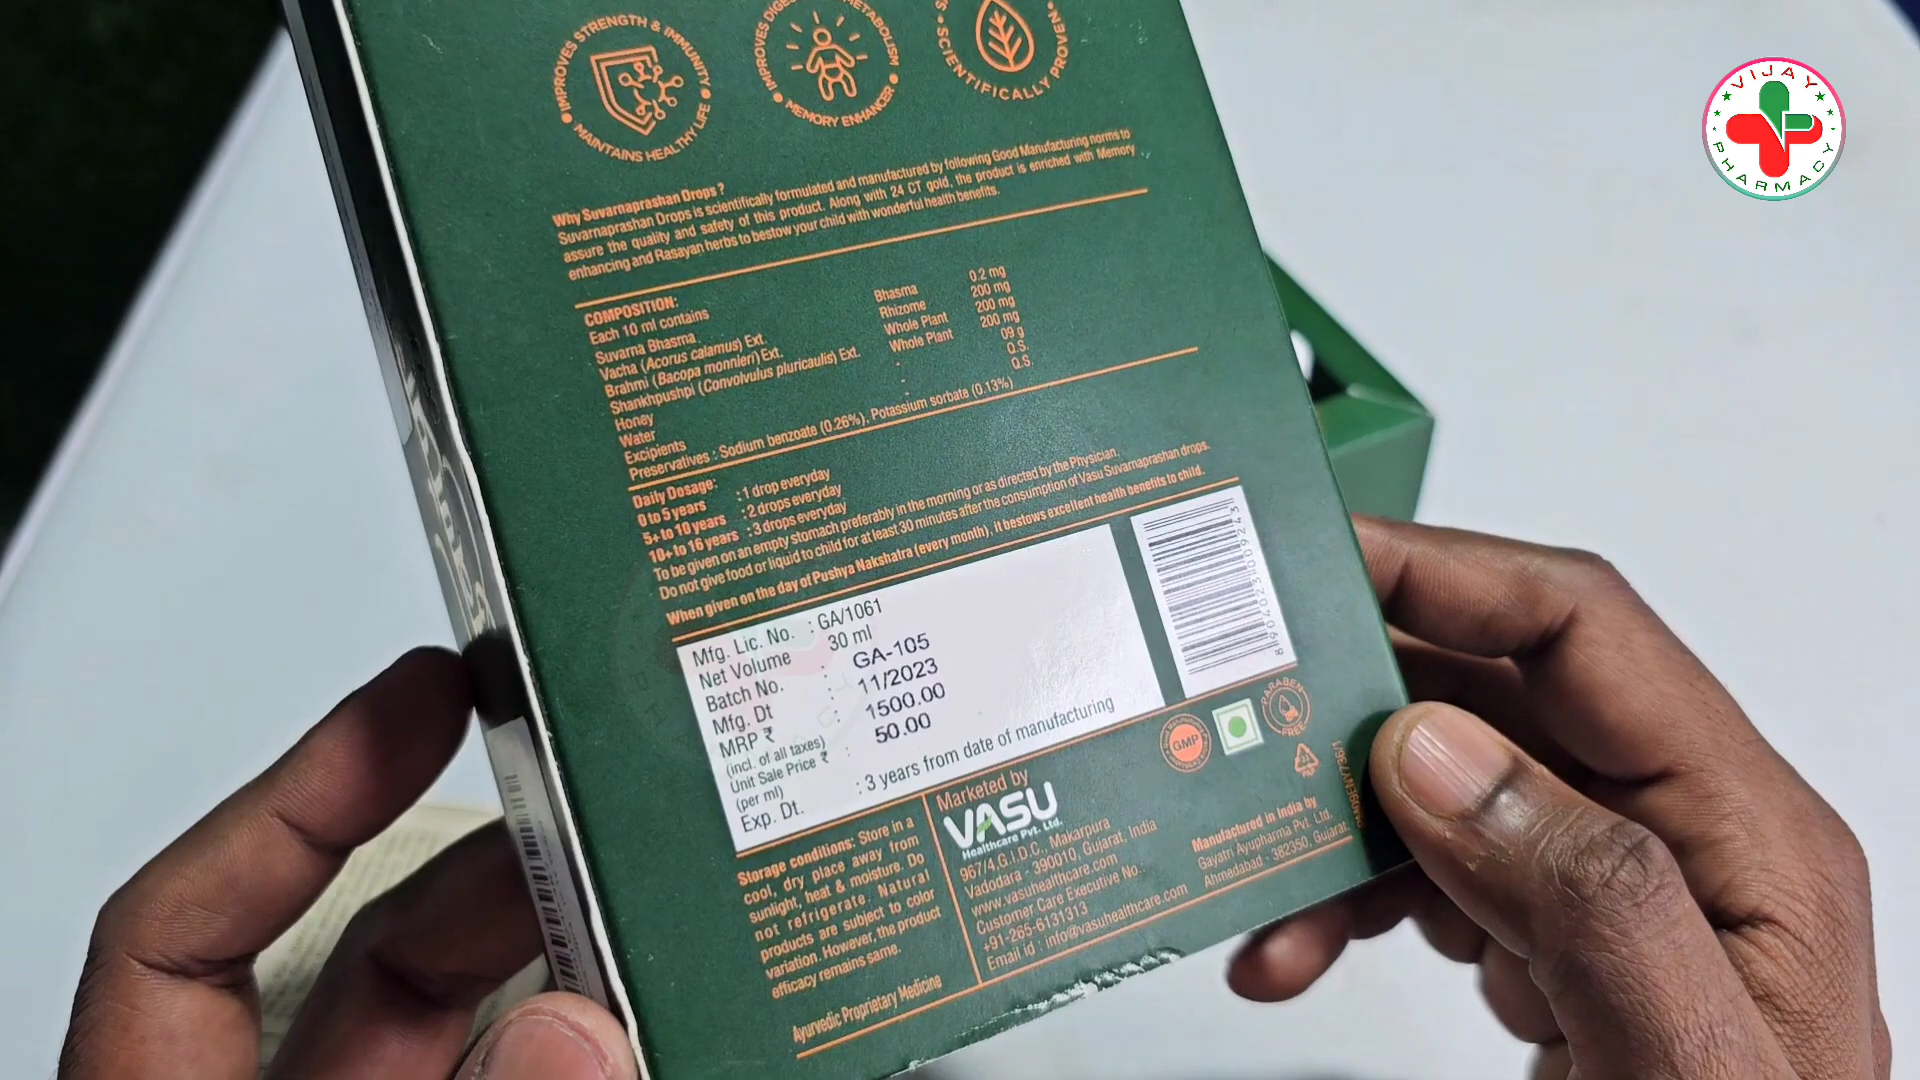 IMPROVES STRENGTH & IMMUNITY
MAINTAINS HEALTHY LIFE
IMPROVES
METABOLISM
MEMORY ENHANCER
SCIENTIFICALLY PROVEN
VIJAY
PHARMACY
Why Suvarnaprashan Drops ?
Suvarnaprashan Drops is scientifically formulated and manufactured by following Good Manufacturing norms to
assure the quality and safety of this product. Along with 24 CT gold, the product is enriched with Memory
enhancing and Rasayan herbs to bestow your child with wonderful health benefits.
COMPOSITION:
Each 10 ml contains
Suvarna Bhasma Bhasma 0.2 mg
Vacha (Acorus calamus) Ext. Rhizome 200 mg
Brahmi (Bacopa monnieri) Ext. Whole Plant 200 mg
Shankhpushpi (Convolvulus pluricaulis) Ext. Whole Plant 200 mg
Honey - 09 g
Water - Q.S.
Excipients - Q.S.
Preservatives : Sodium benzoate (0.26%), Potassium sorbate (0.13%)
Daily Dosage:
0 to 5 years : 1 drop everyday
5+ to 10 years : 2 drops everyday
10+ to 16 years : 3 drops everyday
To be given on an empty stomach preferably in the morning or as directed by the Physician.
Do not give food or liquid to child for at least 30 minutes after the consumption of Vasu Suvarnaprashan drops.
When given on the day of Pushya Nakshatra (every month), it bestows excellent health benefits to child.
Mfg. Lic. No. : GA/1061
Net Volume : 30 ml
Batch No. : GA-105
Mfg. Dt : 11/2023
MRP ₹ : 1500.00
(incl. of all taxes)
Unit Sale Price ₹ : 50.00
(per ml)
Exp. Dt. : 3 years from date of manufacturing
8904023009243
GMP
PARABEN
FREE
Storage conditions: Store in a
cool, dry place away from
sunlight, heat & moisture. Do
not refrigerate. Natural
products are subject to color
variation. However, the product
efficacy remains same.
Ayurvedic Proprietary Medicine
Marketed by
VASU
Healthcare Pvt. Ltd.
967/4,G.I.D.C., Makarpura
Vadodara - 390010, Gujarat, India
www.vasuhealthcare.com
Customer Care Executive No.:
+91-265-6131313
Email id : info@vasuhealthcare.com
Manufactured in India by
Gayatri Ayupharma Pvt. Ltd.
Ahmedabad - 382350, Gujarat